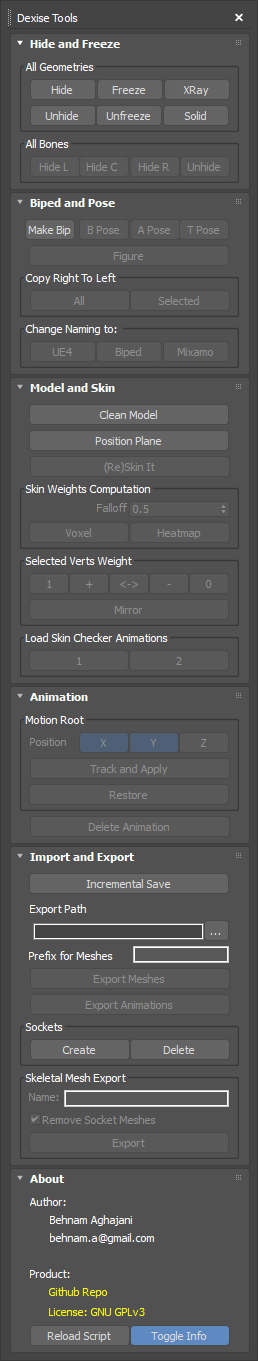 Dexise Tools
Hide and Freeze
All Geometries
Hide Freeze XRay
Unhide Unfreeze Solid
All Bones
Hide L Hide C Hide R Unhide
Biped and Pose
Make Bip B Pose A Pose T Pose
Figure
Copy Right To Left
All Selected
Change Naming to:
UE4 Biped Mixamo
Model and Skin
Clean Model
Position Plane
(Re)Skin It
Skin Weights Computation
Falloff 0.5
Voxel Heatmap
Selected Verts Weight
1 + <-> - 0
Mirror
Load Skin Checker Animations
1 2
Animation
Motion Root
Position X Y Z
Track and Apply
Restore
Delete Animation
Import and Export
Incremental Save
Export Path
...
Prefix for Meshes
Export Meshes
Export Animations
Sockets
Create Delete
Skeletal Mesh Export
Name:
Remove Socket Meshes
Export
About
Author:
Behnam Aghajani
behnam.a@gmail.com
Product:
Github Repo
License: GNU GPLv3
Reload Script Toggle Info